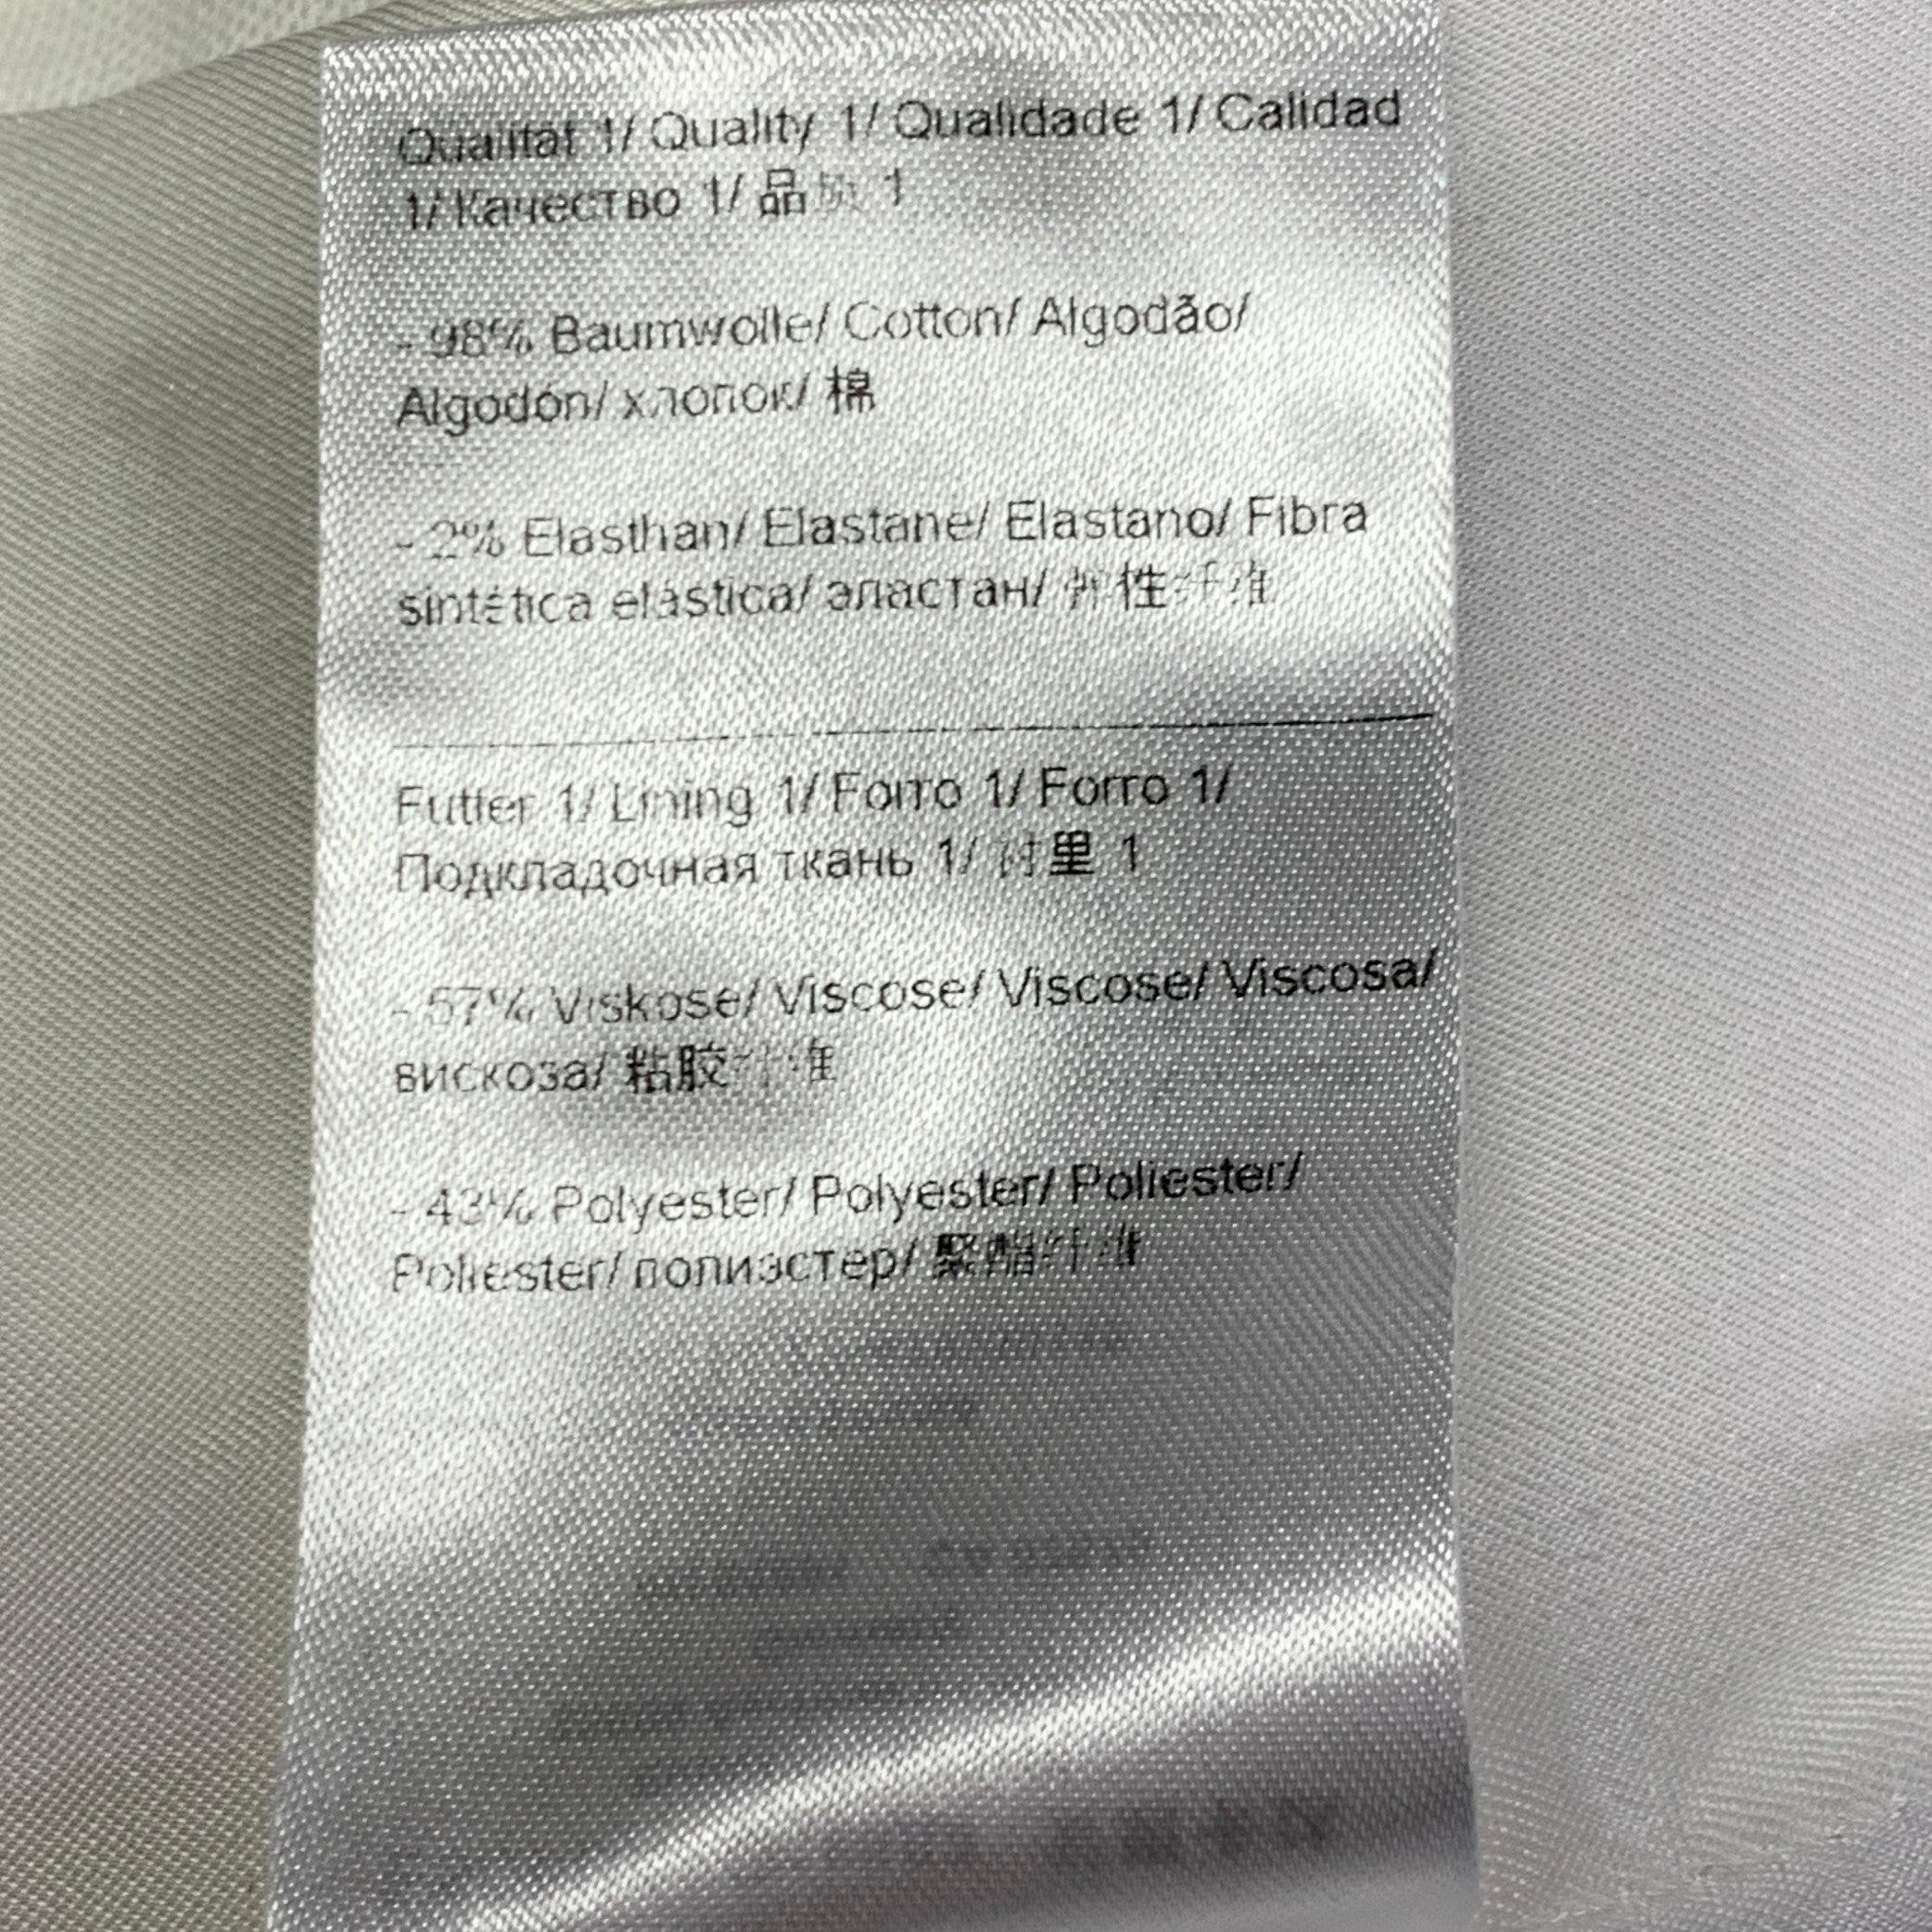 Qualität 1/ Quality 1/ Qualidade 1/ Calidad
1/ Качество 1/ 品质 1
- 98% Baumwolle/ Cotton/ Algodão/
Algodón/ хлопок/ 棉
- 2% Elasthan/ Elastane/ Elastano/ Fibra
sintética elástica/ эластан/ 弹性纤维
Futter 1/ Lining 1/ Forro 1/ Forro 1/
Подкладочная ткань 1/ 衬里 1
- 57% Viskose/ Viscose/ Viscose/ Viscosa/
вискоза/ 粘胶纤维
- 43% Polyester/ Polyester/ Poliester/
Poliester/ полиэстер/ 聚酯纤维